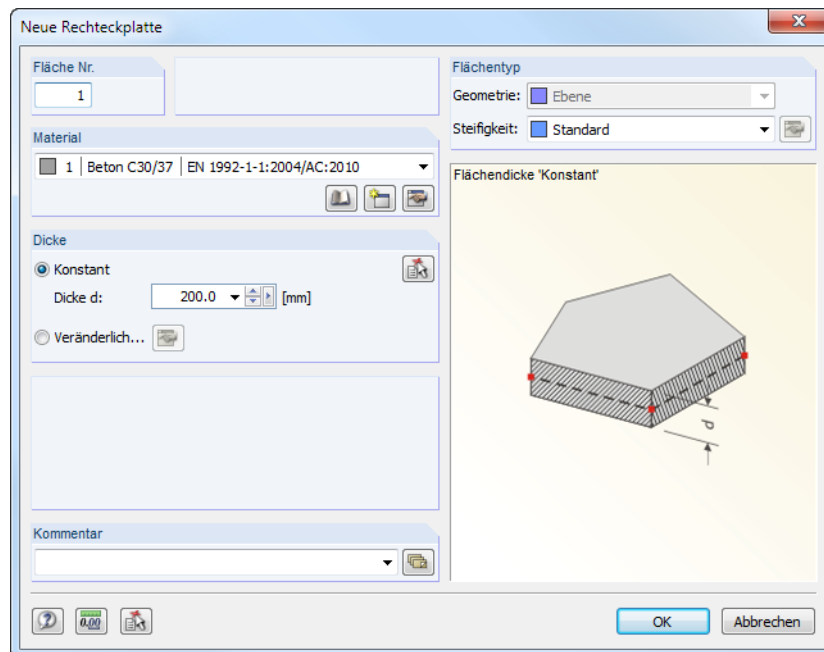 Neue Rechteckplatte
Fläche Nr.
1
Material
1 Beton C30/37 EN 1992-1-1:2004/AC:2010
Dicke
Konstant
Dicke d: 200.0 [mm]
Veränderlich...
Kommentar
Flächentyp
Geometrie: Ebene
Steifigkeit: Standard
Flächendicke 'Konstant'
d
0.00
OK Abbrechen